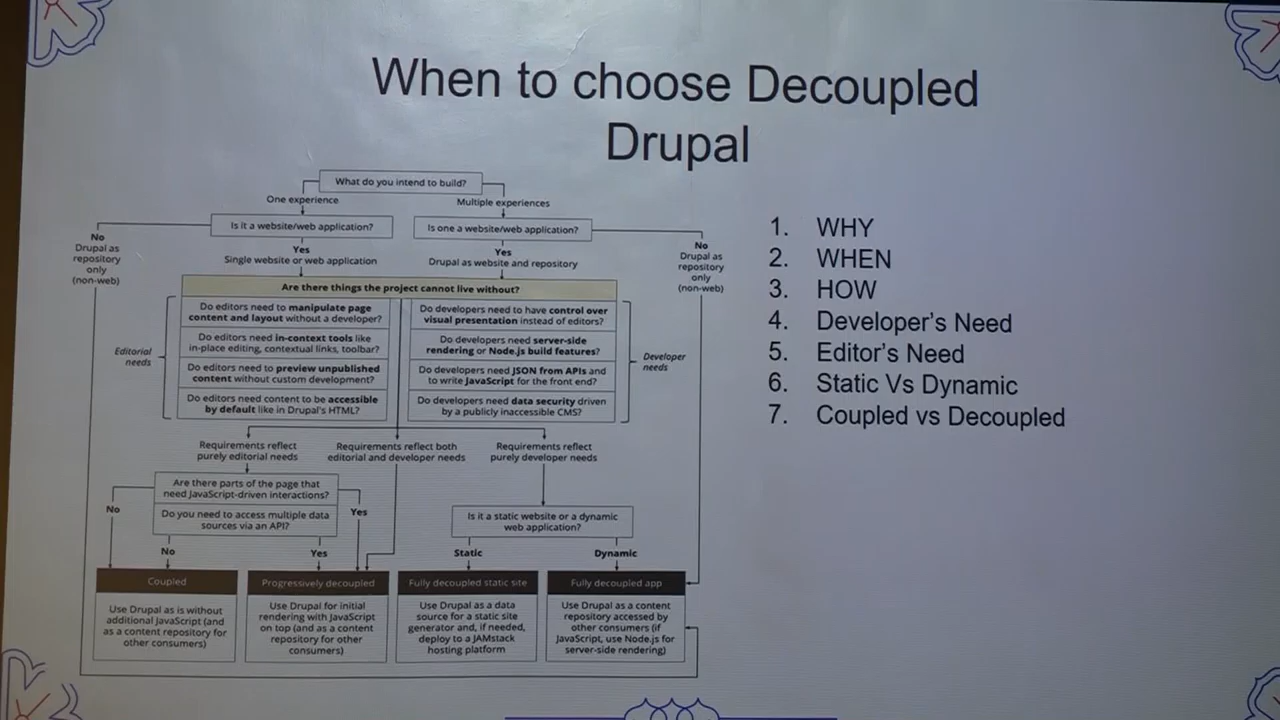 When to choose Decoupled
Drupal
What do you intend to build?
One experience
Multiple experiences
Is it a website/web application?
Is one a website/web application?
No
Drupal as
repository
only
(non-web)
Yes
Single website or web application
Yes
Drupal as website and repository
No
Drupal as
repository
only
(non-web)
Are there things the project cannot live without?
Editorial
needs
Do editors need to manipulate page
content and layout without a developer?
Do editors need in-context tools like
in-place editing, contextual links, toolbar?
Do editors need to preview unpublished
content without custom development?
Do editors need content to be accessible
by default like in Drupal's HTML?
Do developers need to have control over
visual presentation instead of editors?
Do developers need server-side
rendering or Node.js build features?
Do developers need JSON from APIs and
to write JavaScript for the front end?
Do developers need data security driven
by a publicly inaccessible CMS?
Developer
needs
Requirements reflect
purely editorial needs
Requirements reflect both
editorial and developer needs
Requirements reflect
purely developer needs
Are there parts of the page that
need JavaScript-driven interactions?
Do you need to access multiple data
sources via an API?
No
Yes
No
Yes
Is it a static website or a dynamic
web application?
Static
Dynamic
Coupled
Use Drupal as is without
additional JavaScript (and
as a content repository for
other consumers)
Progressively decoupled
Use Drupal for initial
rendering with JavaScript
on top (and as a content
repository for other
consumers)
Fully decoupled static site
Use Drupal as a data
source for a static site
generator and, if needed,
deploy to a JAMstack
hosting platform
Fully decoupled app
Use Drupal as a content
repository accessed by
other consumers (if
JavaScript, use Node.js for
server-side rendering)
1. WHY
2. WHEN
3. HOW
4. Developer's Need
5. Editor's Need
6. Static Vs Dynamic
7. Coupled vs Decoupled